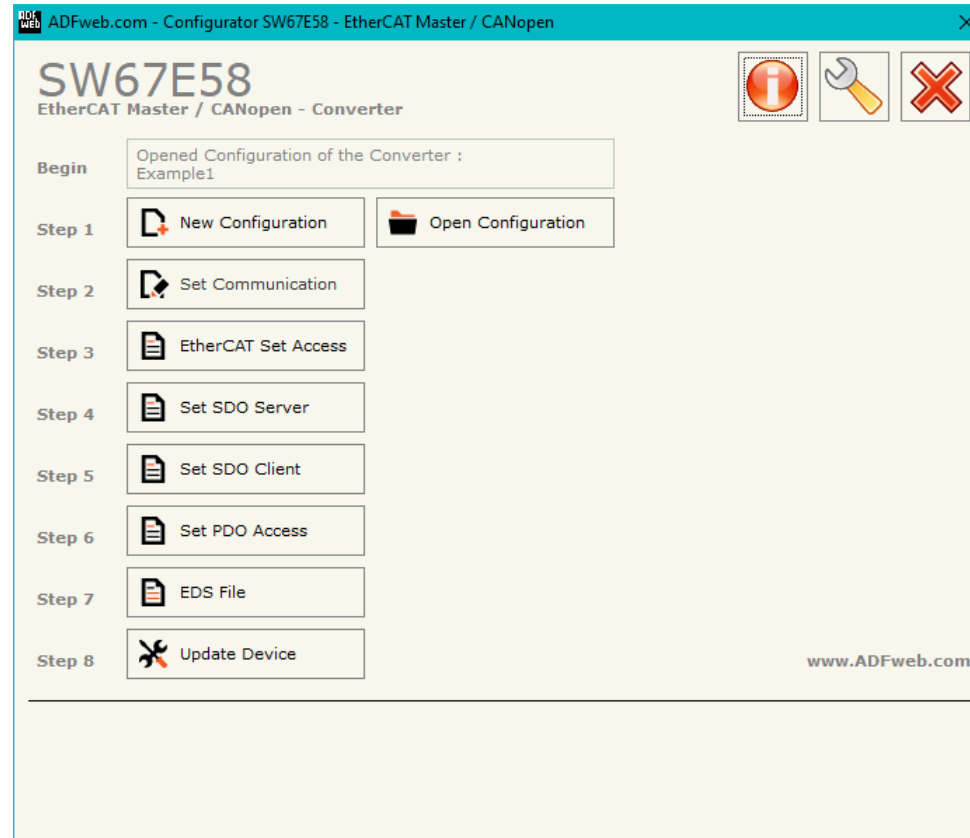 ADF
WEB
ADFweb.com - Configurator SW67E58 - EtherCAT Master / CANopen
SW67E58
EtherCAT Master / CANopen - Converter
Begin
Opened Configuration of the Converter :
Example1
Step 1
New Configuration
Open Configuration
Step 2
Set Communication
Step 3
EtherCAT Set Access
Step 4
Set SDO Server
Step 5
Set SDO Client
Step 6
Set PDO Access
Step 7
EDS File
Step 8
Update Device
www.ADFweb.com